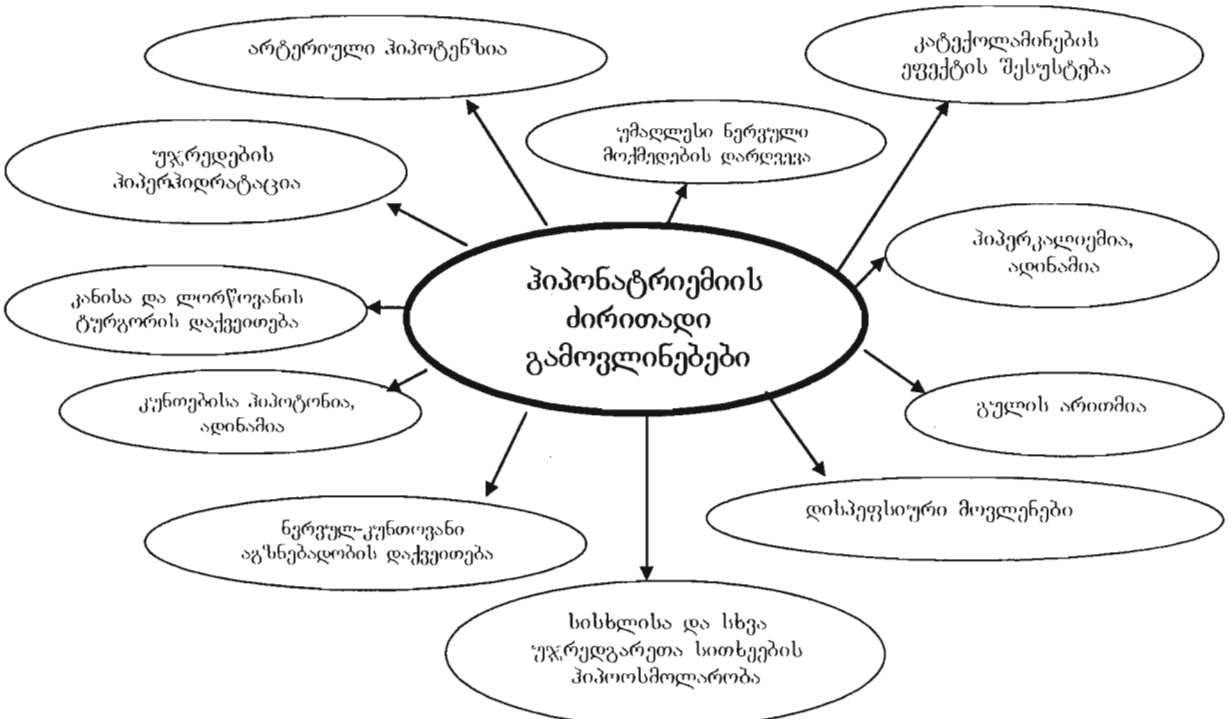 არტერიული ჰიპოტენზია
კატექოლამინების
ეფექტის შესუსტება
უმაღლესი ნერვული
მოქმედების დარღვევა
უჯრედების
ჰიპერჰიდრატაცია
ჰიპერკალიემია,
ადინამია
ჰიპონატრიემიის
ძირითადი
გამოვლინებები
კანისა და ლორწოვანის
ტურგორის დაქვეითება
კუნთებისა ჰიპოტონია,
ადინამია
გულის არითმია
ნერვულ-კუნთოვანი
აგზნებადობის დაქვეითება
დისპეფსიური მოვლენები
სისხლისა და სხვა
უჯრედგარეთა სითხეების
ჰიპოოსმოლარობა